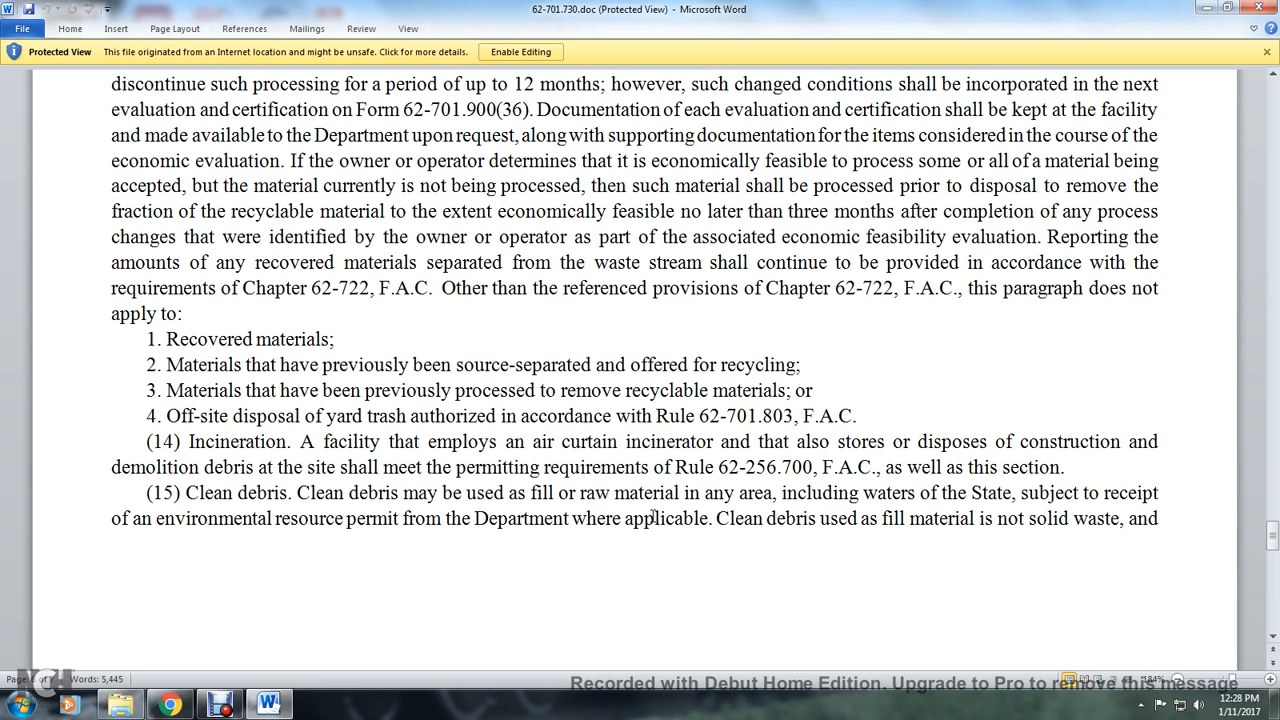 62-701.730.doc (Protected View) - Microsoft Word
File Home Insert Page Layout References Mailings Review View
Protected View This file originated from an Internet location and might be unsafe. Click for more details. Enable Editing
discontinue such processing for a period of up to 12 months; however, such changed conditions shall be incorporated in the next
evaluation and certification on Form 62-701.900(36). Documentation of each evaluation and certification shall be kept at the facility
and made available to the Department upon request, along with supporting documentation for the items considered in the course of the
economic evaluation. If the owner or operator determines that it is economically feasible to process some or all of a material being
accepted, but the material currently is not being processed, then such material shall be processed prior to disposal to remove the
fraction of the recyclable material to the extent economically feasible no later than three months after completion of any process
changes that were identified by the owner or operator as part of the associated economic feasibility evaluation. Reporting the
amounts of any recovered materials separated from the waste stream shall continue to be provided in accordance with the
requirements of Chapter 62-722, F.A.C. Other than the referenced provisions of Chapter 62-722, F.A.C., this paragraph does not
apply to:
1. Recovered materials;
2. Materials that have previously been source-separated and offered for recycling;
3. Materials that have been previously processed to remove recyclable materials; or
4. Off-site disposal of yard trash authorized in accordance with Rule 62-701.803, F.A.C.
(14) Incineration. A facility that employs an air curtain incinerator and that also stores or disposes of construction and
demolition debris at the site shall meet the permitting requirements of Rule 62-256.700, F.A.C., as well as this section.
(15) Clean debris. Clean debris may be used as fill or raw material in any area, including waters of the State, subject to receipt
of an environmental resource permit from the Department where applicable. Clean debris used as fill material is not solid waste, and
NCH
Words: 5,445
184%
Recorded with Debut Home Edition. Upgrade to Pro to remove this message
12:28 PM
1/11/2017